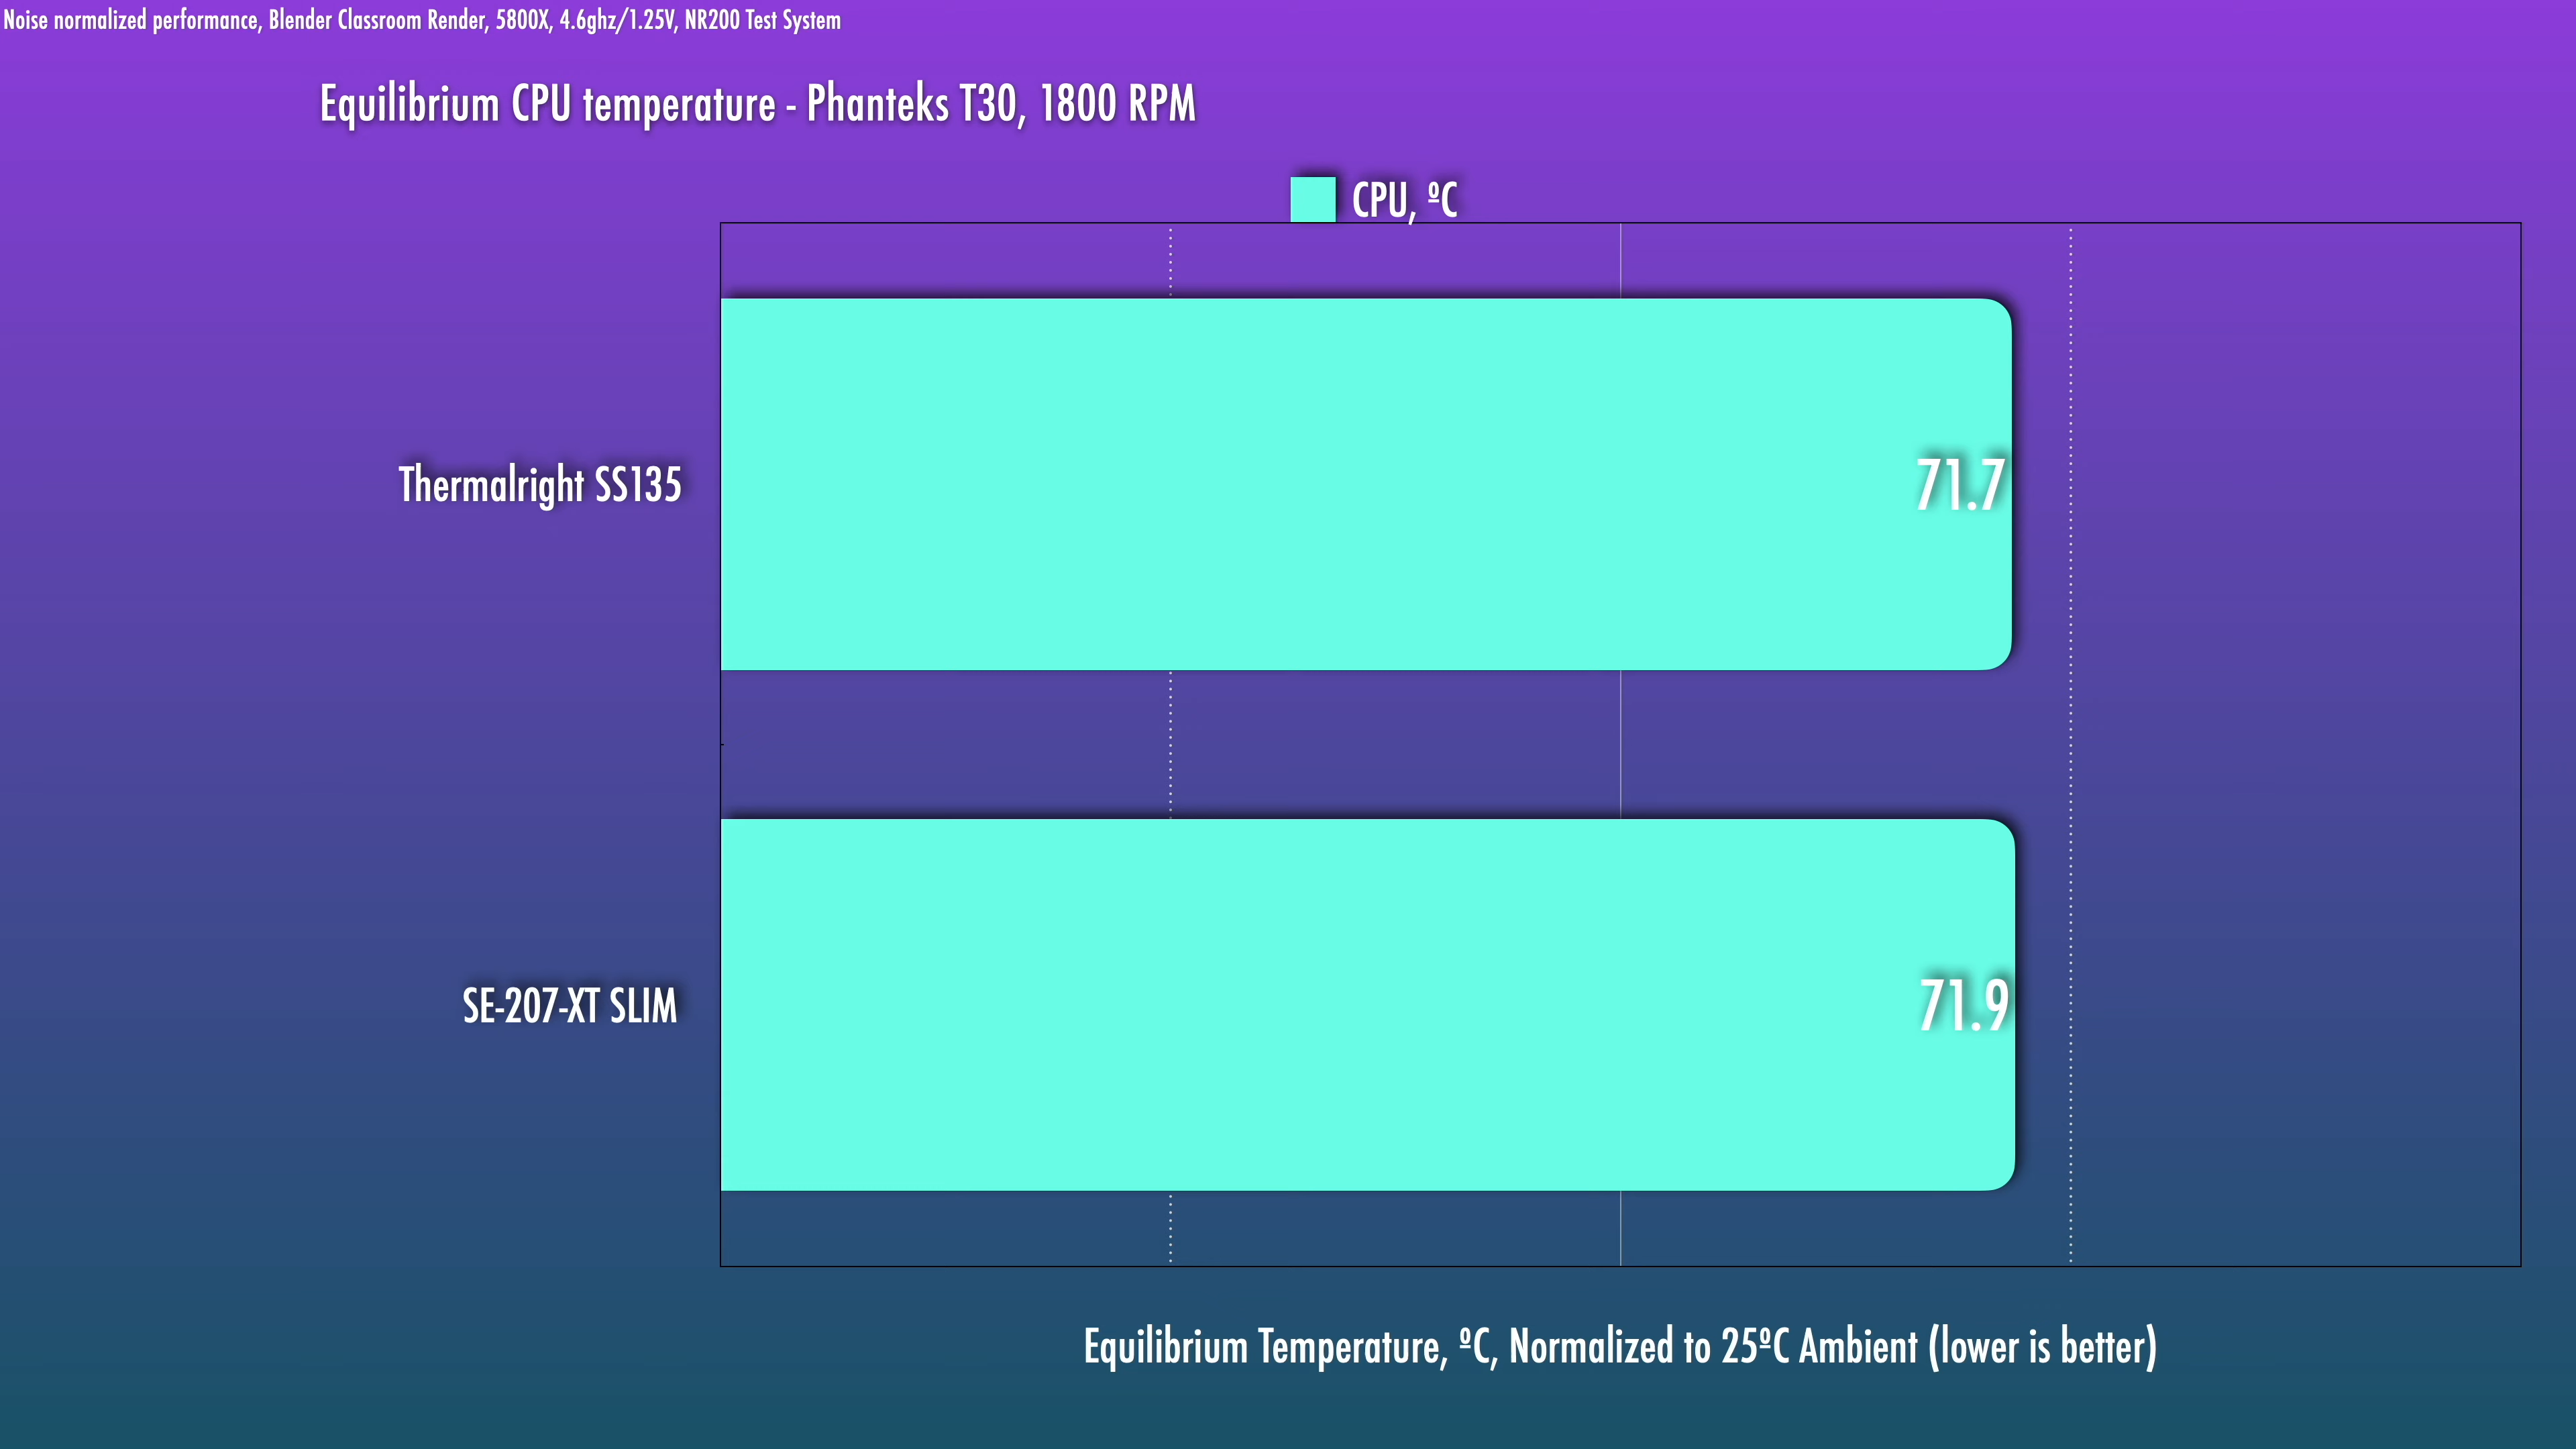 Noise normalized performance, Blender Classroom Render, 5800X, 4.6ghz/1.25V, NR200 Test System
Equilibrium CPU temperature - Phanteks T30, 1800 RPM
CPU, ºC
Thermalright SS135
71.7
SE-207-XT SLIM
71.9
Equilibrium Temperature, ºC, Normalized to 25ºC Ambient (lower is better)